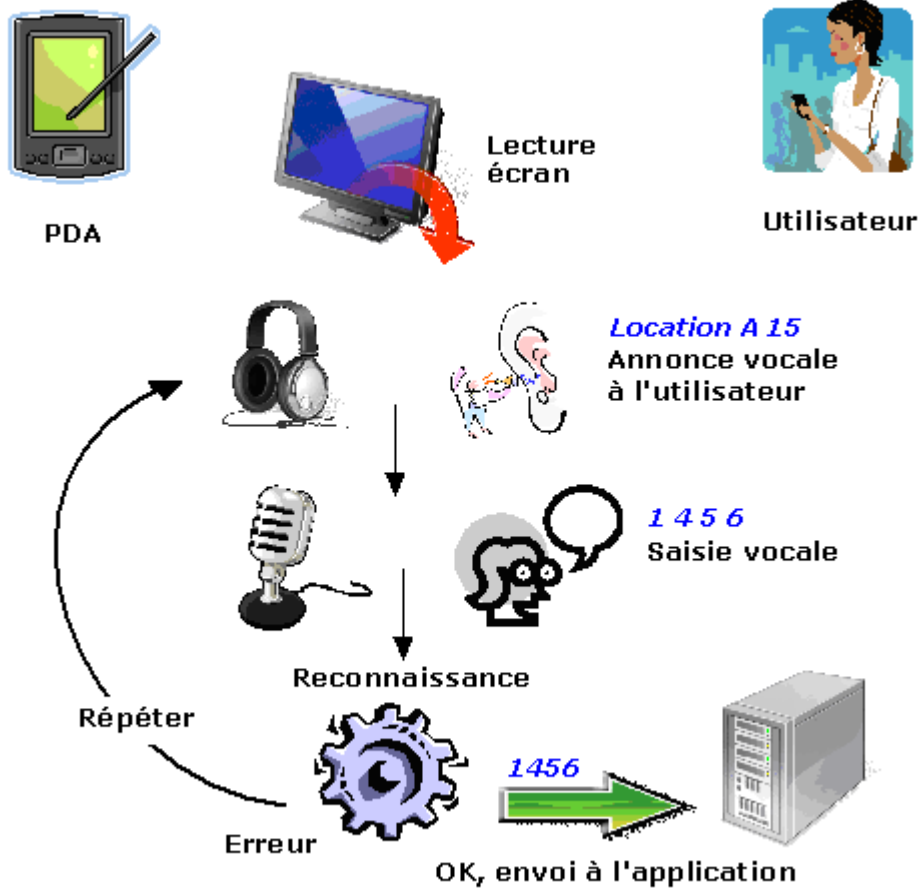 Lecture
écran
PDA
Utilisateur
Location A 15
Annonce vocale
à l'utilisateur
1 4 5 6
Saisie vocale
Reconnaissance
Répéter
1456
Erreur
OK, envoi à l'application